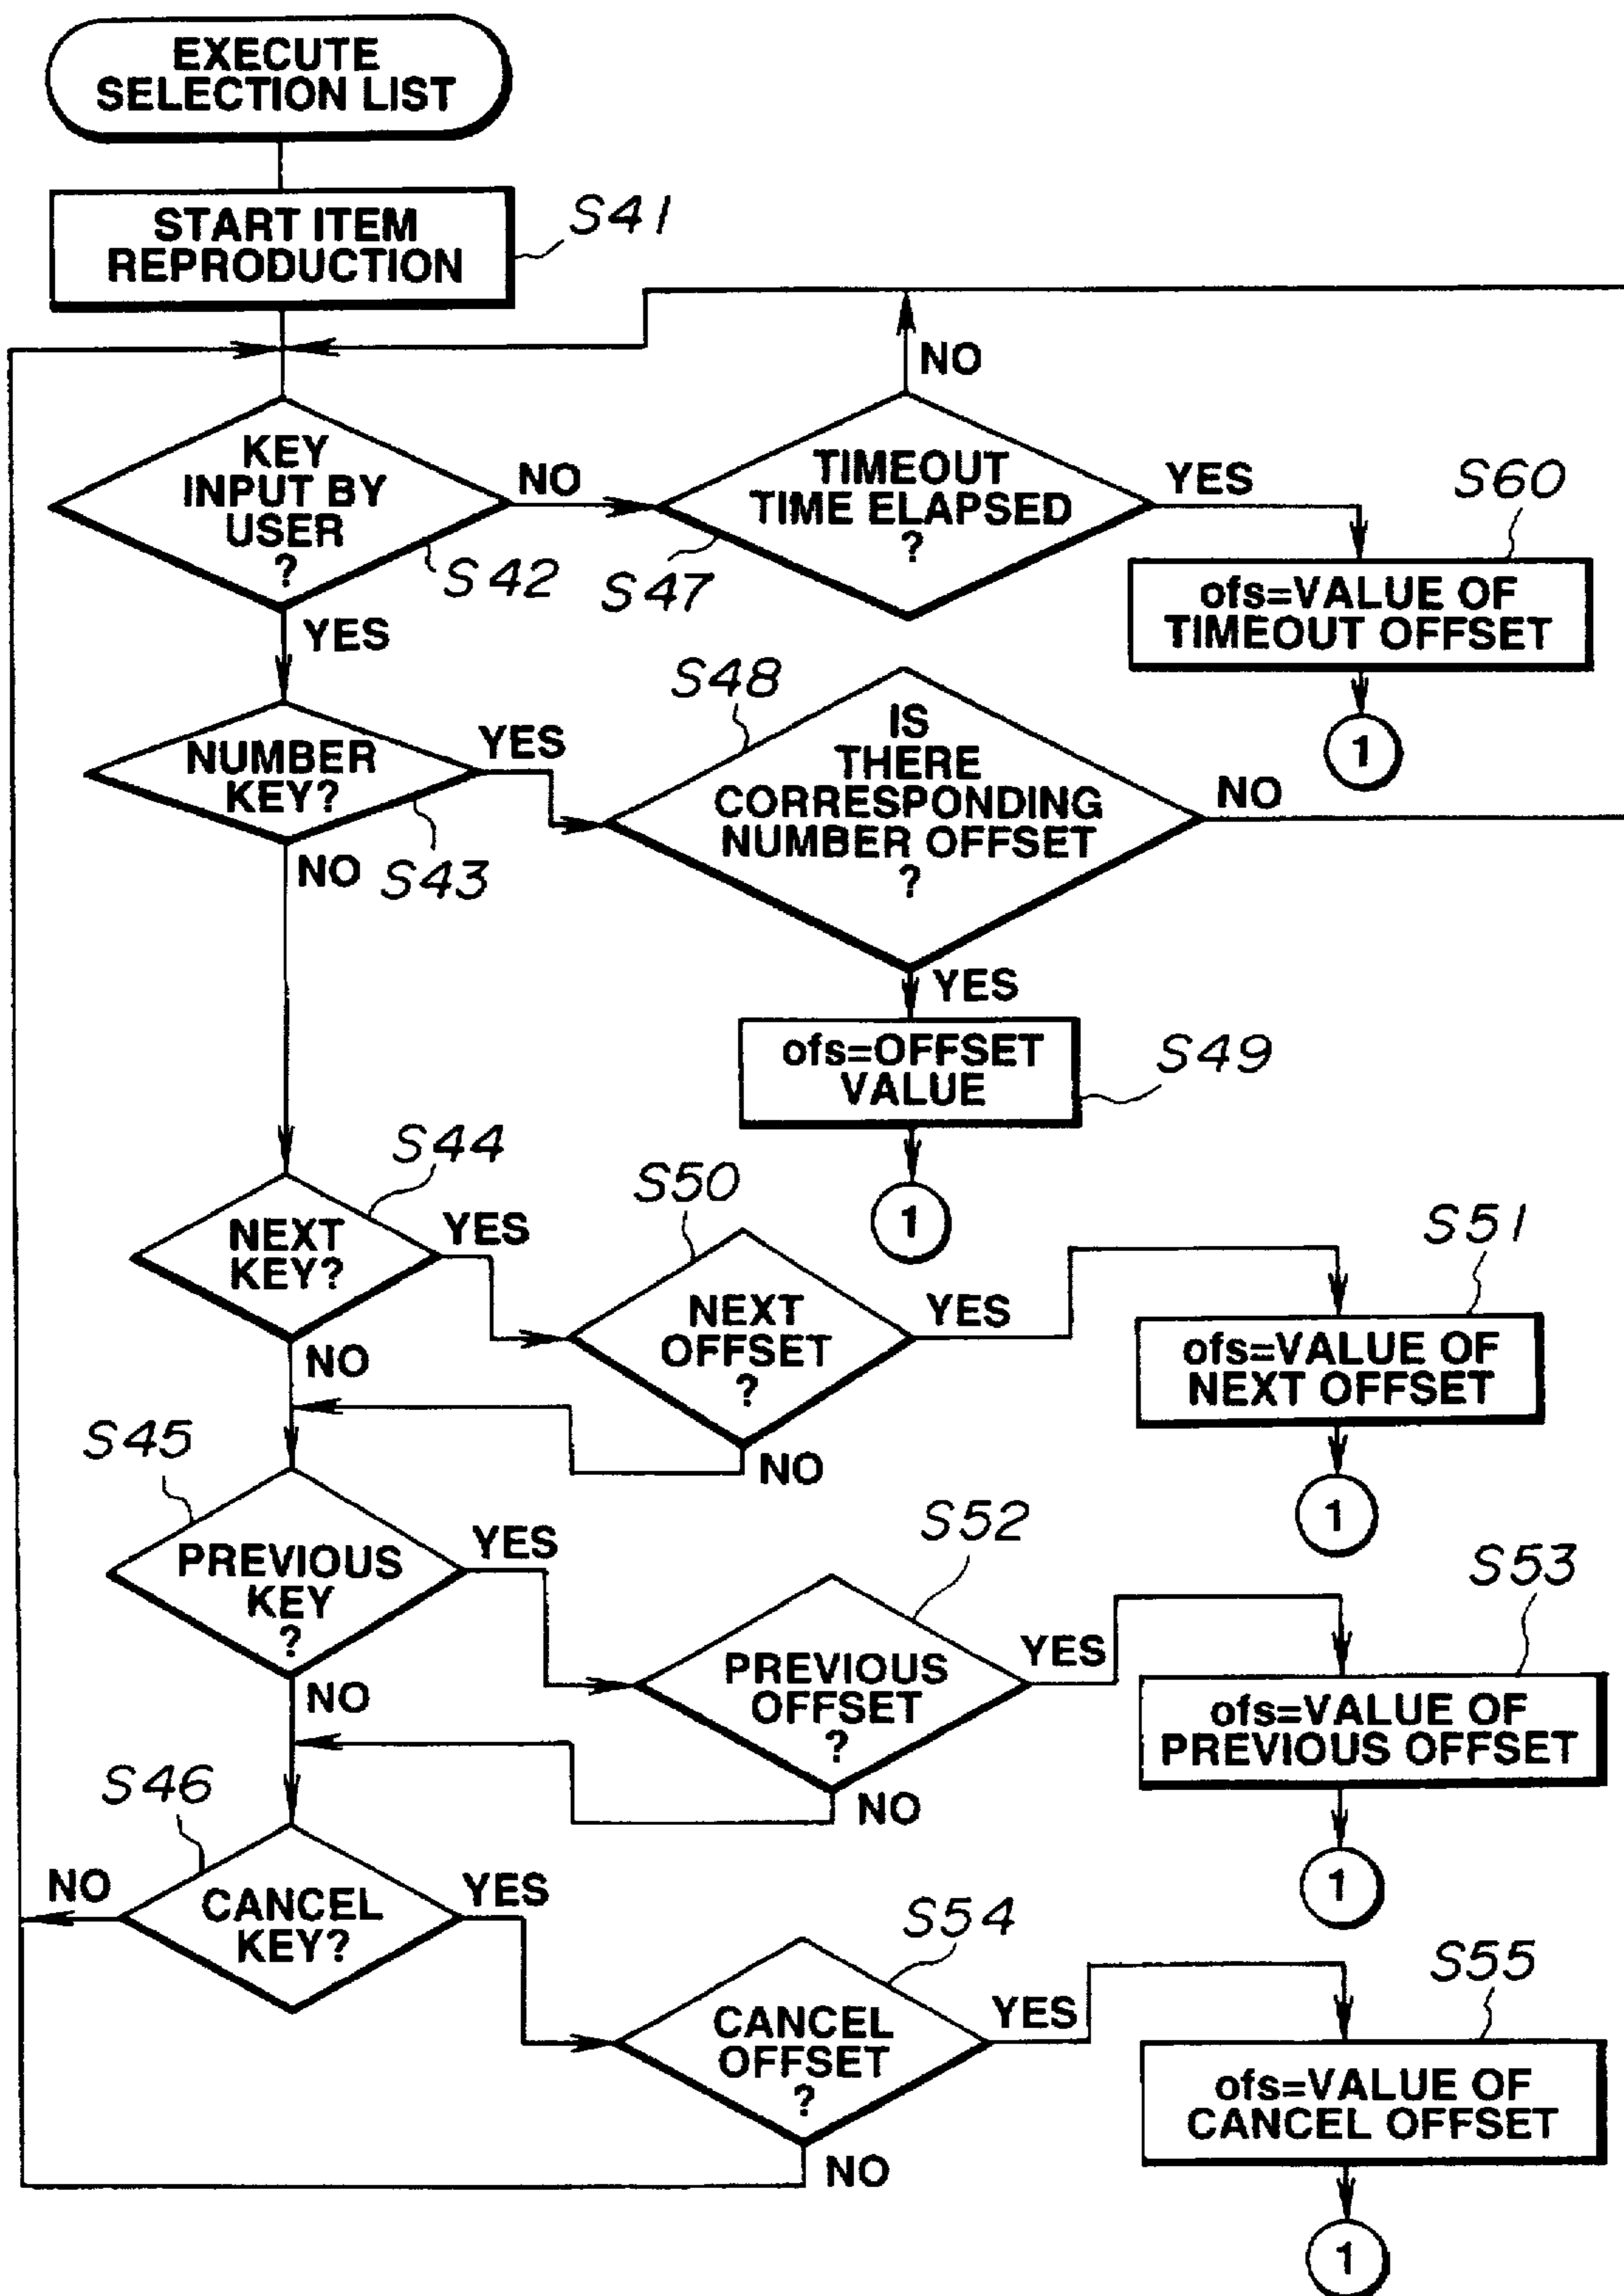 EXECUTE
SELECTION LIST
START ITEM
REPRODUCTION
S41
NO
KEY
INPUT BY
USER
?
S42
NO
YES
TIMEOUT
TIME ELAPSED
?
S47
YES
S60
ofs=VALUE OF
TIMEOUT OFFSET
1
NUMBER
KEY?
S43
YES
NO
S48
IS
THERE
CORRESPONDING
NUMBER OFFSET
?
NO
YES
ofs=OFFSET
VALUE
S49
1
S44
NEXT
KEY?
YES
NO
S50
NEXT
OFFSET
?
YES
NO
S51
ofs=VALUE OF
NEXT OFFSET
1
S45
PREVIOUS
KEY
?
YES
NO
S52
PREVIOUS
OFFSET
?
YES
NO
S53
ofs=VALUE OF
PREVIOUS OFFSET
1
S46
NO
CANCEL
KEY?
YES
S54
CANCEL
OFFSET
?
YES
NO
S55
ofs=VALUE OF
CANCEL OFFSET
1